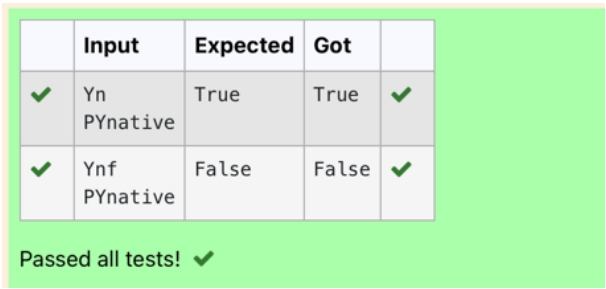 Input Expected Got
Yn True True
PYnative
Ynf False False
PYnative
Passed all tests!